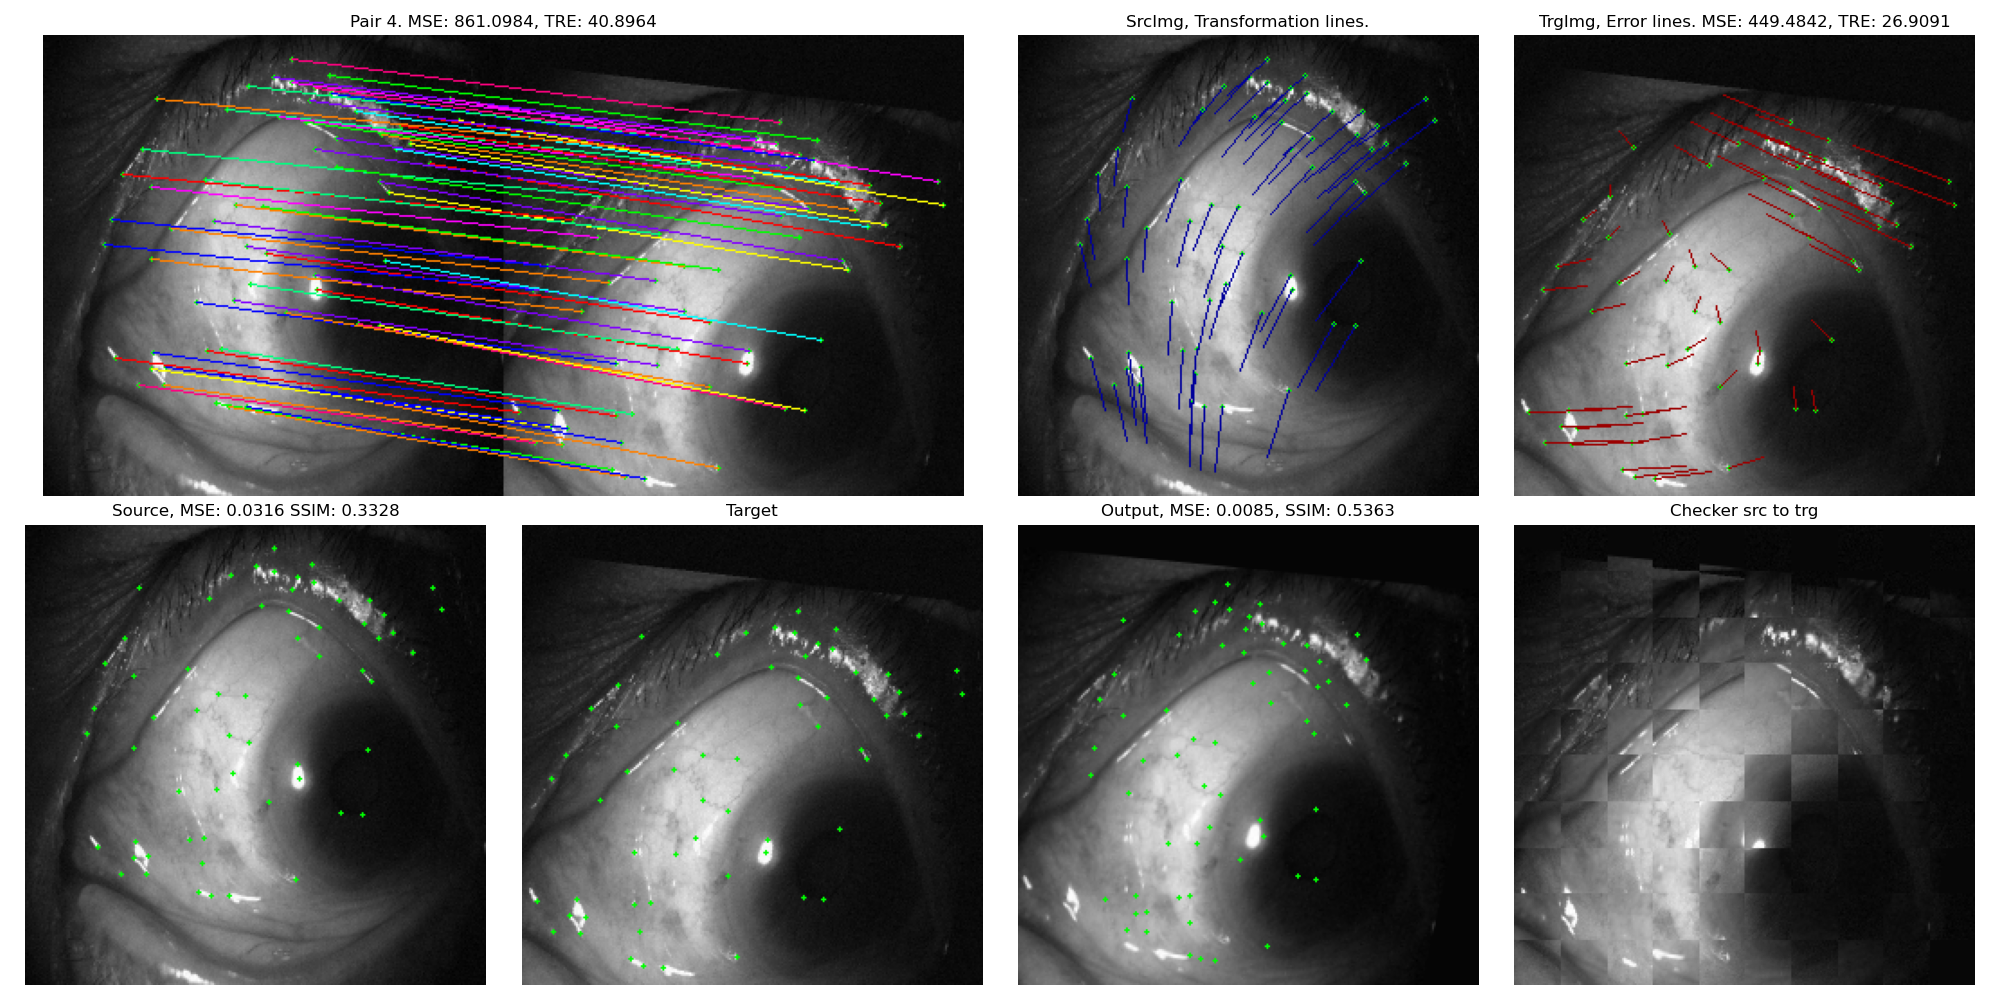 Pair 4. MSE: 861.0984, TRE: 40.8964
SrcImg, Transformation lines.
TrgImg, Error lines. MSE: 449.4842, TRE: 26.9091
Source, MSE: 0.0316 SSIM: 0.3328
Target
Output, MSE: 0.0085, SSIM: 0.5363
Checker src to trg